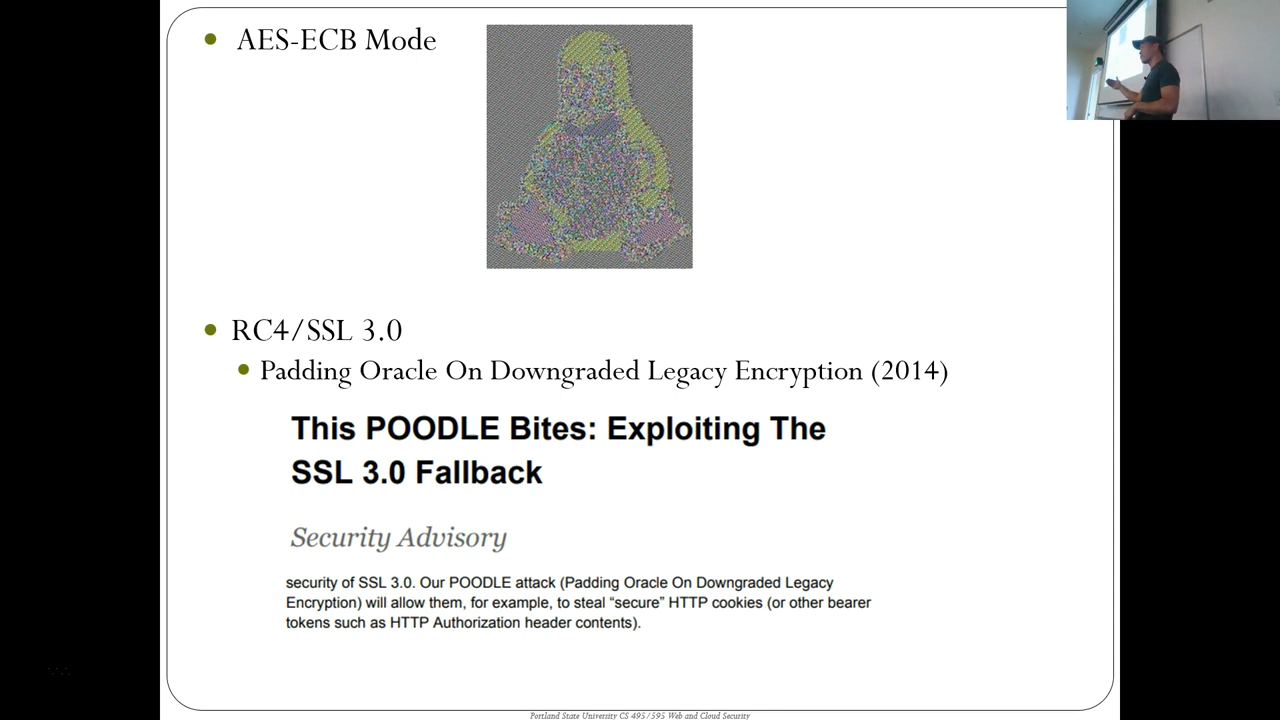 AES-ECB Mode
RC4/SSL 3.0
Padding Oracle On Downgraded Legacy Encryption (2014)
This POODLE Bites: Exploiting The
SSL 3.0 Fallback
Security Advisory
security of SSL 3.0. Our POODLE attack (Padding Oracle On Downgraded Legacy
Encryption) will allow them, for example, to steal “secure” HTTP cookies (or other bearer
tokens such as HTTP Authorization header contents).
Portland State University CS 495/595 Web and Cloud Security